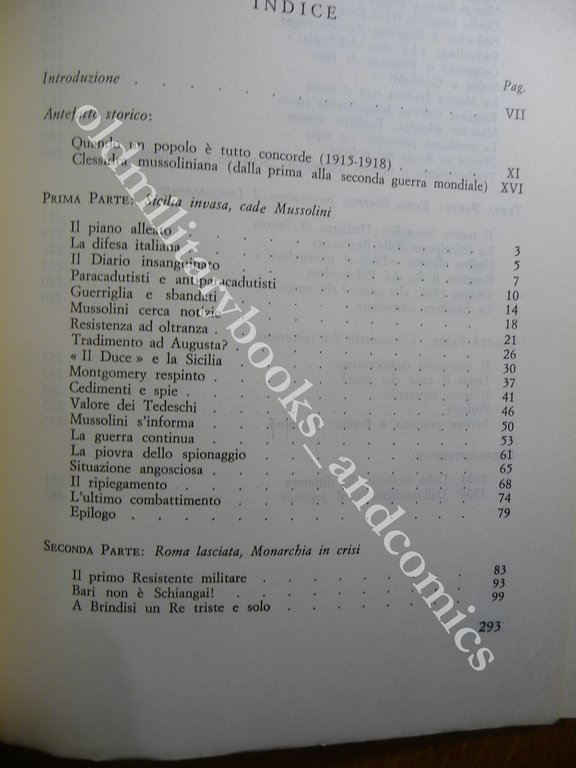 INDICE
Introduzione . . . . . . . . Pag. VII
Antefatto storico:
Quando un popolo è tutto concorde (1915-1918) . . XI
Clessidra mussoliniana (dalla prima alla seconda guerra mondiale) XVI
PRIMA PARTE: Sicilia invasa, cade Mussolini
Il piano alleato . . . . . . . . 3
La difesa italiana . . . . . . . . 5
Il Diario insanguinato . . . . . . . 7
Paracadutisti e antiparacadutisti . . . . . 10
Guerriglia e sbandati . . . . . . . 14
Mussolini cerca notizie . . . . . . . 18
Resistenza ad oltranza . . . . . . . 21
Tradimento ad Augusta? . . . . . . . 26
« Il Duce » e la Sicilia . . . . . . . 30
Montgomery respinto . . . . . . . 37
Cedimenti e spie . . . . . . . . 41
Valore dei Tedeschi . . . . . . . 46
Mussolini s'informa . . . . . . . 50
La guerra continua . . . . . . . 53
La piovra dello spionaggio . . . . . . 61
Situazione angosciosa . . . . . . . 65
Il ripiegamento . . . . . . . . 68
L'ultimo combattimento . . . . . . . 74
Epilogo . . . . . . . . . 79
SECONDA PARTE: Roma lasciata, Monarchia in crisi
Il primo Resistente militare . . . . . . 83
Bari non è Schiangai! . . . . . . . 93
A Brindisi un Re triste e solo . . . . . 99
293
oldmilitarybooks_andcomics